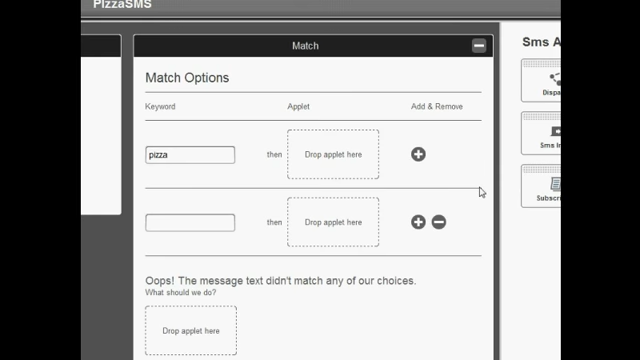 PizzaSMS
Match
Sms A
Match Options
Keyword Applet Add & Remove
Dispa
pizza then Drop applet here
Sms In
Subscri
then Drop applet here
Oops! The message text didn't match any of our choices.
What should we do?
Drop applet here